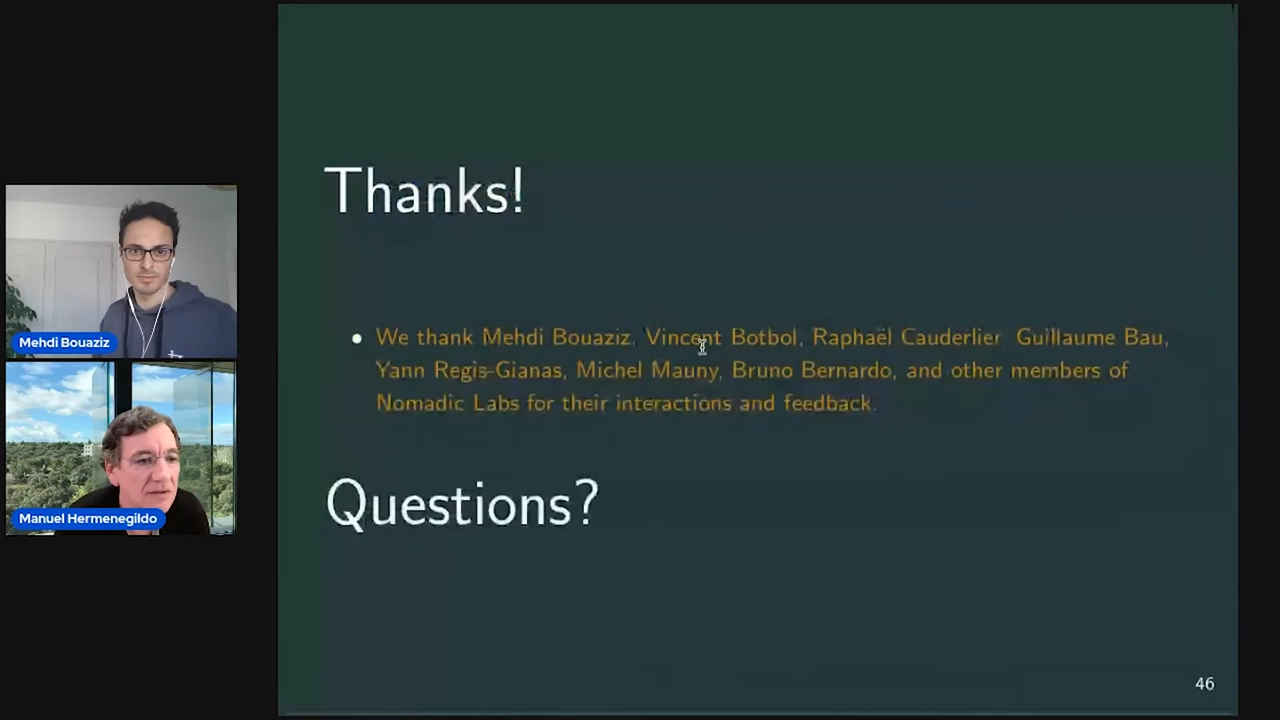 Thanks!
Mehdi Bouaziz
• We thank Mehdi Bouaziz, Vincent Botbol, Raphaël Cauderlier Guillaume Bau,
Yann Regis-Gianas, Michel Mauny, Bruno Bernardo, and other members of
Nomadic Labs for their interactions and feedback.
Manuel Hermenegildo
Questions?
46